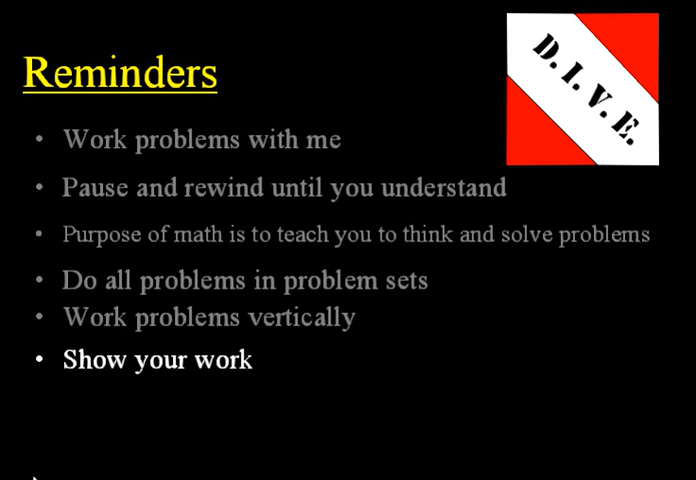 Reminders
D. I. V. E.
• Work problems with me
• Pause and rewind until you understand
• Purpose of math is to teach you to think and solve problems
• Do all problems in problem sets
• Work problems vertically
• Show your work